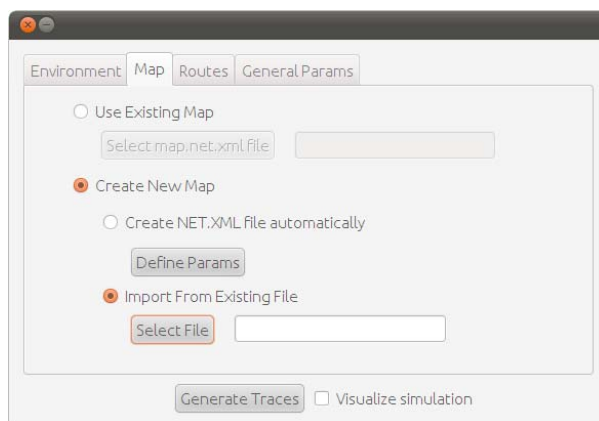 Environment Map Routes General Params
Use Existing Map
Select map.net.xml file
Create New Map
Create NET.XML file automatically
Define Params
Import From Existing File
Select File
Generate Traces Visualize simulation